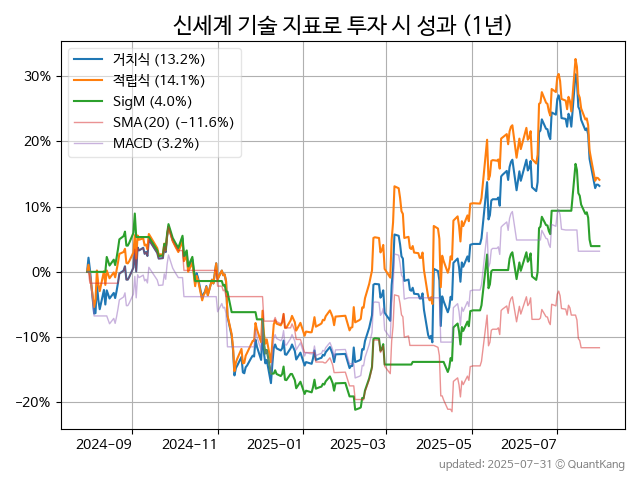 신세계 기술 지표로 투자 시 성과 (1년)
거치식 (13.2%)
적립식 (14.1%)
SigM (4.0%)
SMA(20) (−11.6%)
MACD (3.2%)
30%
20%
10%
0%
−10%
−20%
2024-09 2024-11 2025-01 2025-03 2025-05 2025-07
updated: 2025-07-31 © QuantKang